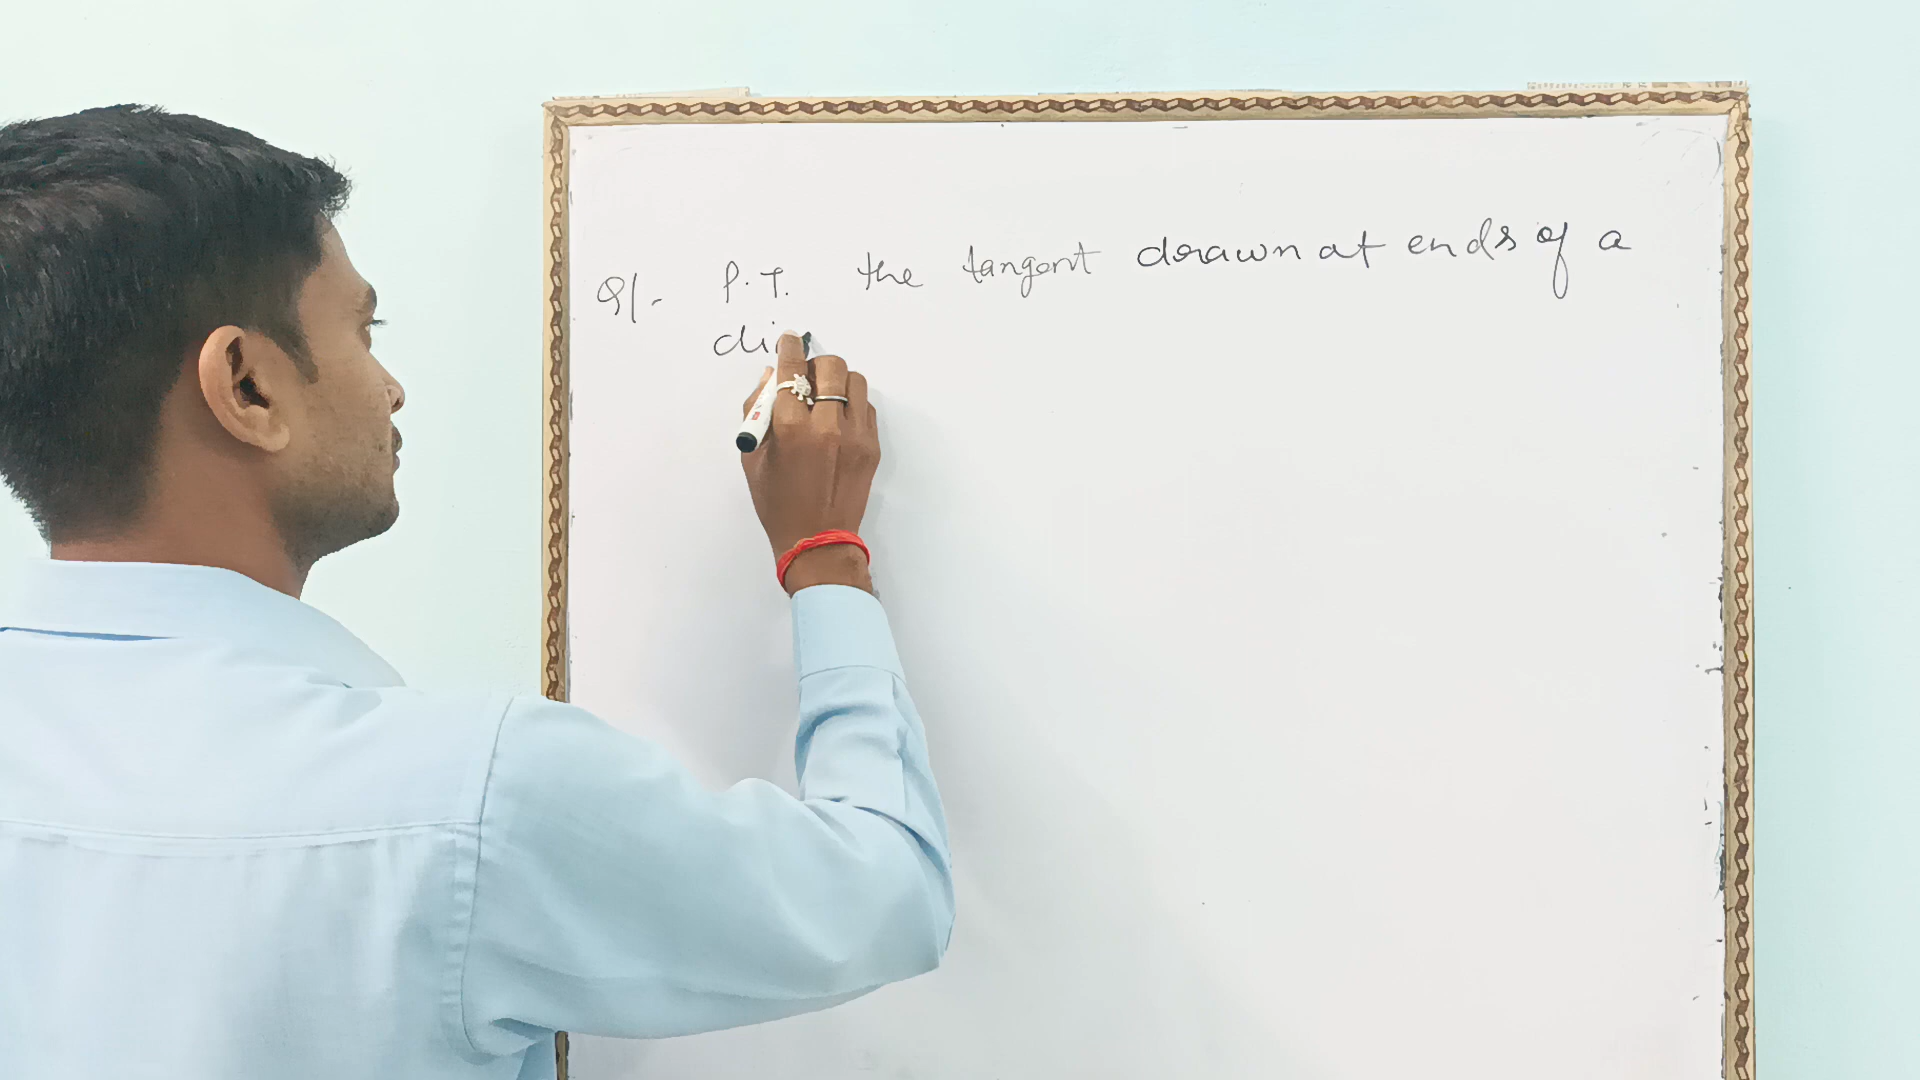 Q/- P.T. the tangent drawn at ends of a
di